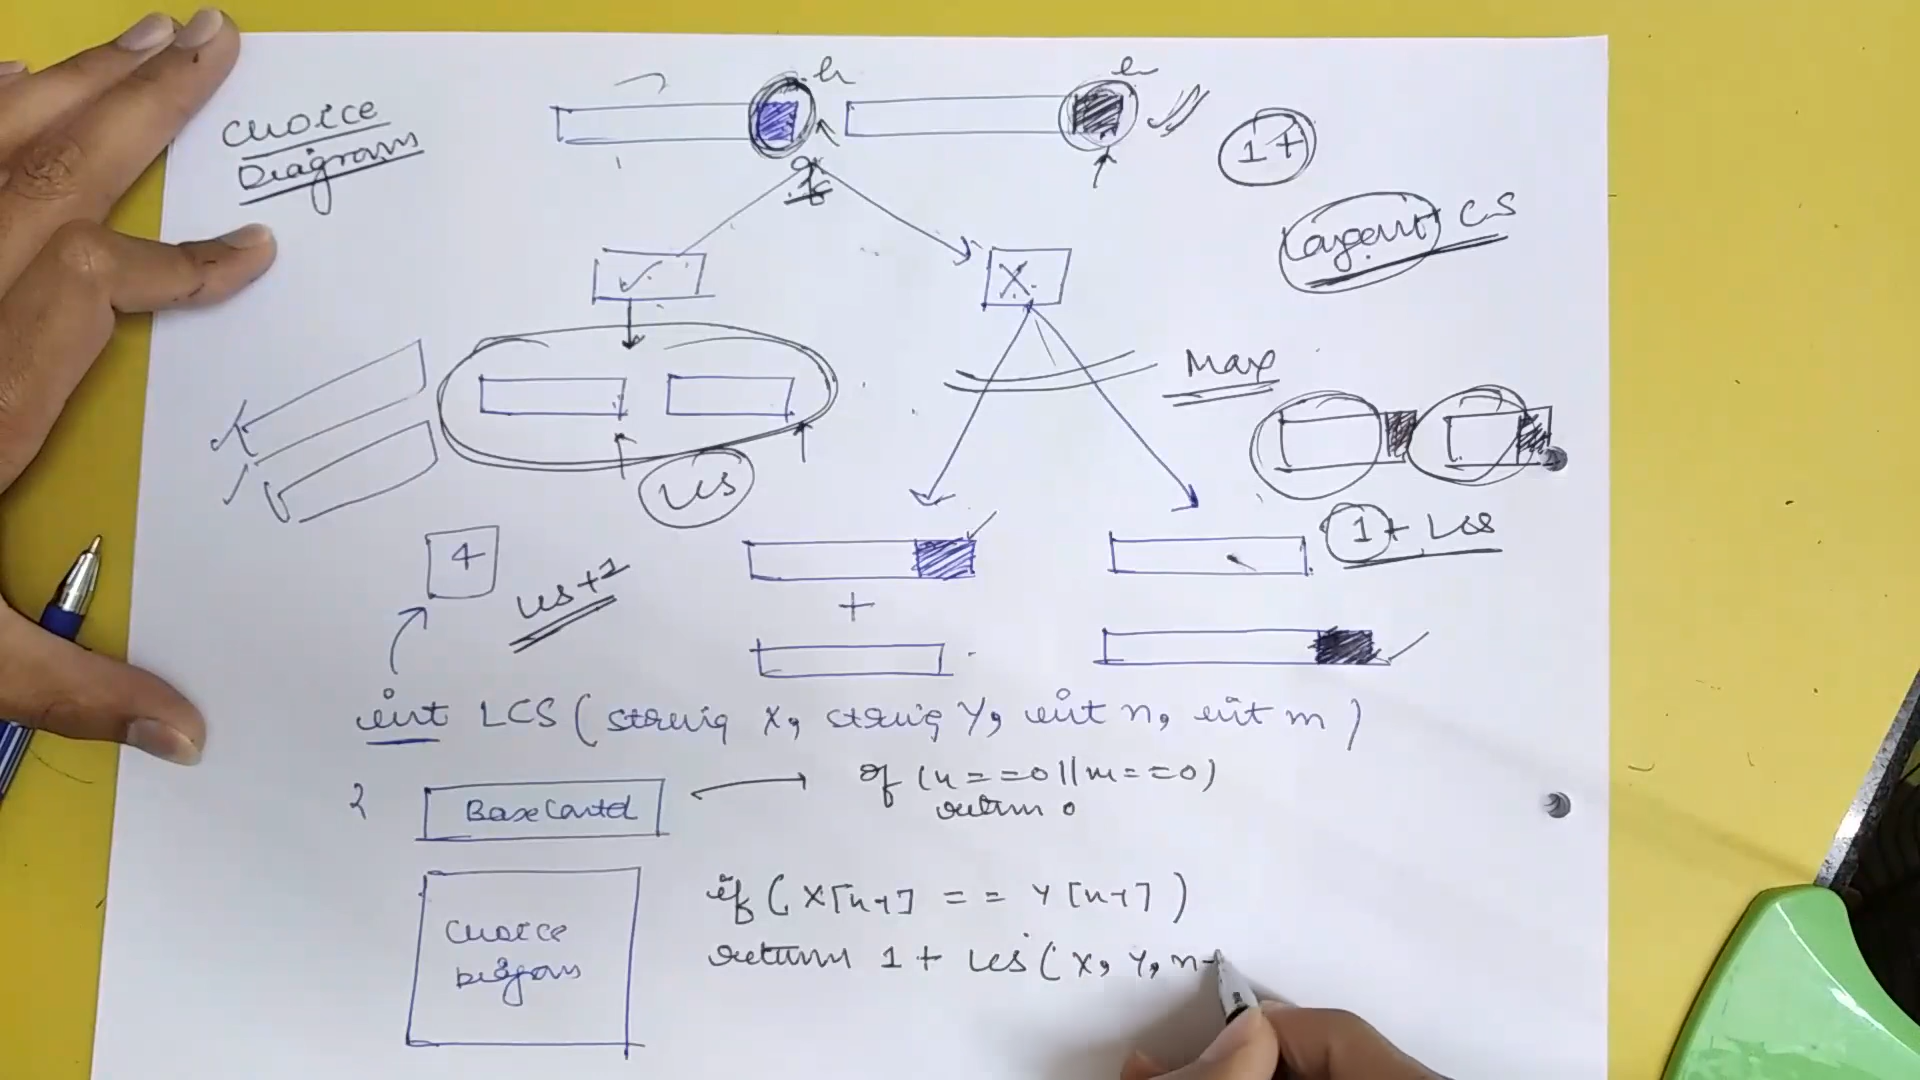 Choice
Diagram
1+
Largest CS
Max
LCS
1 + LCS
4
LCS+1
int LCS ( string X, string Y, int n, int m )
{
Base Condtl
if (n==0 || m==0)
return 0
Choice
Diagram
if ( X[n-1] == Y[n-1] )
return 1 + LCS ( X, Y, n-